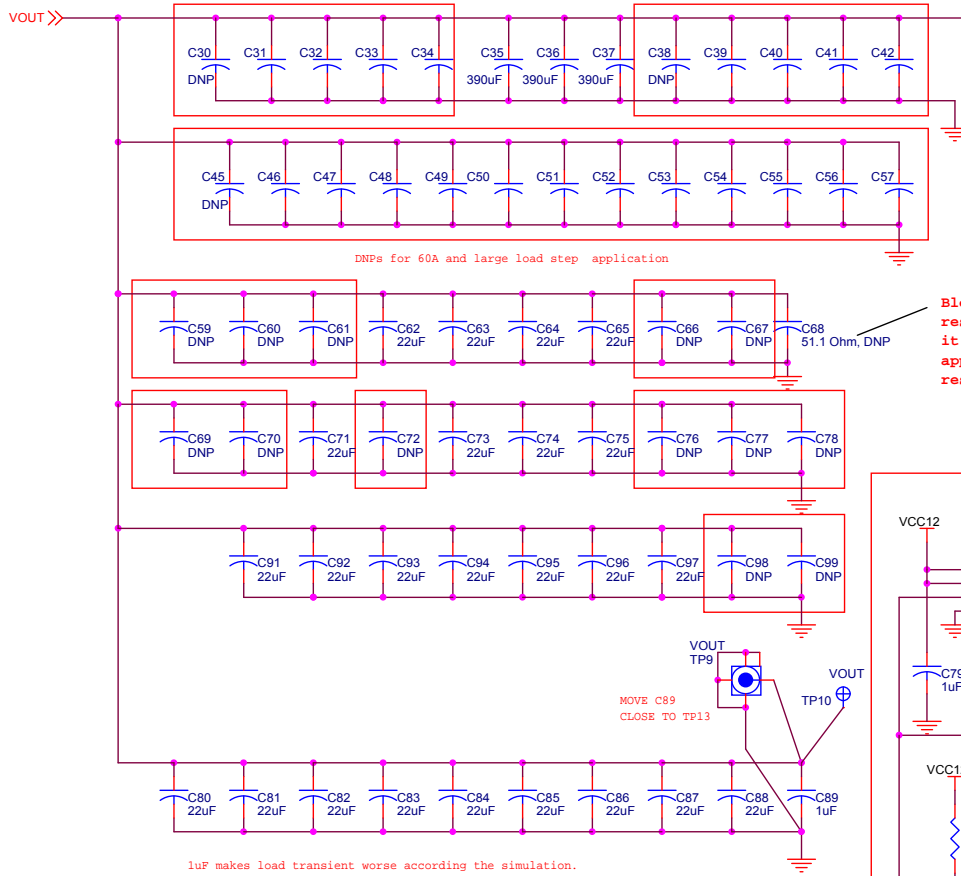 VOUT
C30 C31 C32 C33 C34 C35 C36 C37 C38 C39 C40 C41 C42
DNP 390uF 390uF 390uF DNP
C45 C46 C47 C48 C49 C50 C51 C52 C53 C54 C55 C56 C57
DNP
DNPs for 60A and large load step application
C59 C60 C61 C62 C63 C64 C65 C66 C67 C68
DNP DNP DNP 22uF 22uF 22uF 22uF DNP DNP 51.1 Ohm, DNP
it
C69 C70 C71 C72 C73 C74 C75 C76 C77 C78
DNP DNP 22uF DNP 22uF 22uF 22uF DNP DNP DNP
VCC12
C91 C92 C93 C94 C95 C96 C97 C98 C99
22uF 22uF 22uF 22uF 22uF 22uF 22uF DNP DNP
VOUT
TP9
VOUT
TP10
MOVE C89
CLOSE TO TP13
C79
1uF
C80 C81 C82 C83 C84 C85 C86 C87 C88 C89
22uF 22uF 22uF 22uF 22uF 22uF 22uF 22uF 22uF 1uF
1uF makes load transient worse according the simulation.